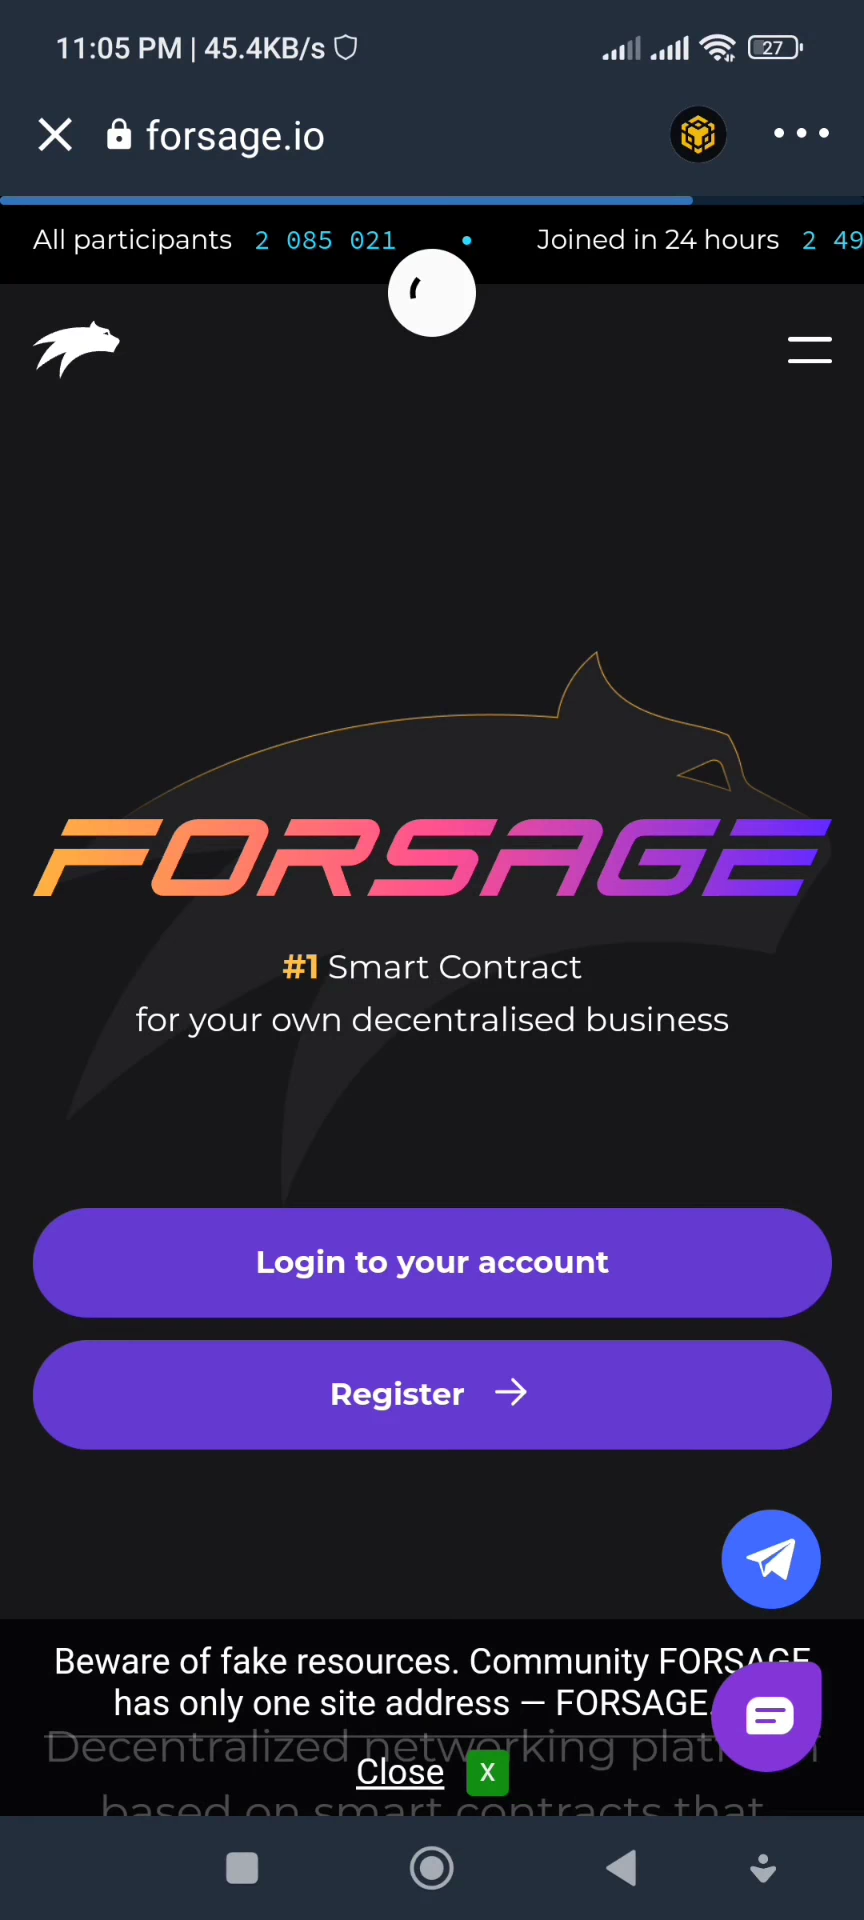 11:05 PM | 45.4KB/s
27
forsage.io
All participants 2 085 021 • Joined in 24 hours 2 49
FORSAGE
#1 Smart Contract
for your own decentralised business
Login to your account
Register →
Beware of fake resources. Community FORSAGE
has only one site address — FORSAGE.
Decentralized networking
Close X
based on smart contracts that